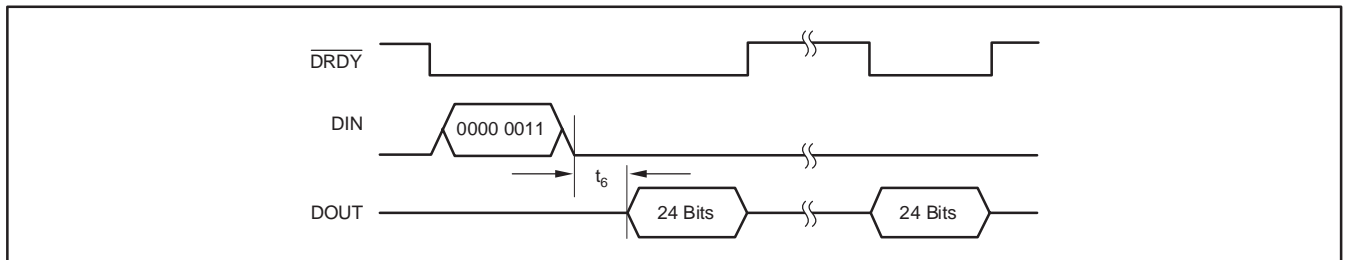 DRDY
DIN
0000 0011
t6
DOUT
24 Bits
24 Bits